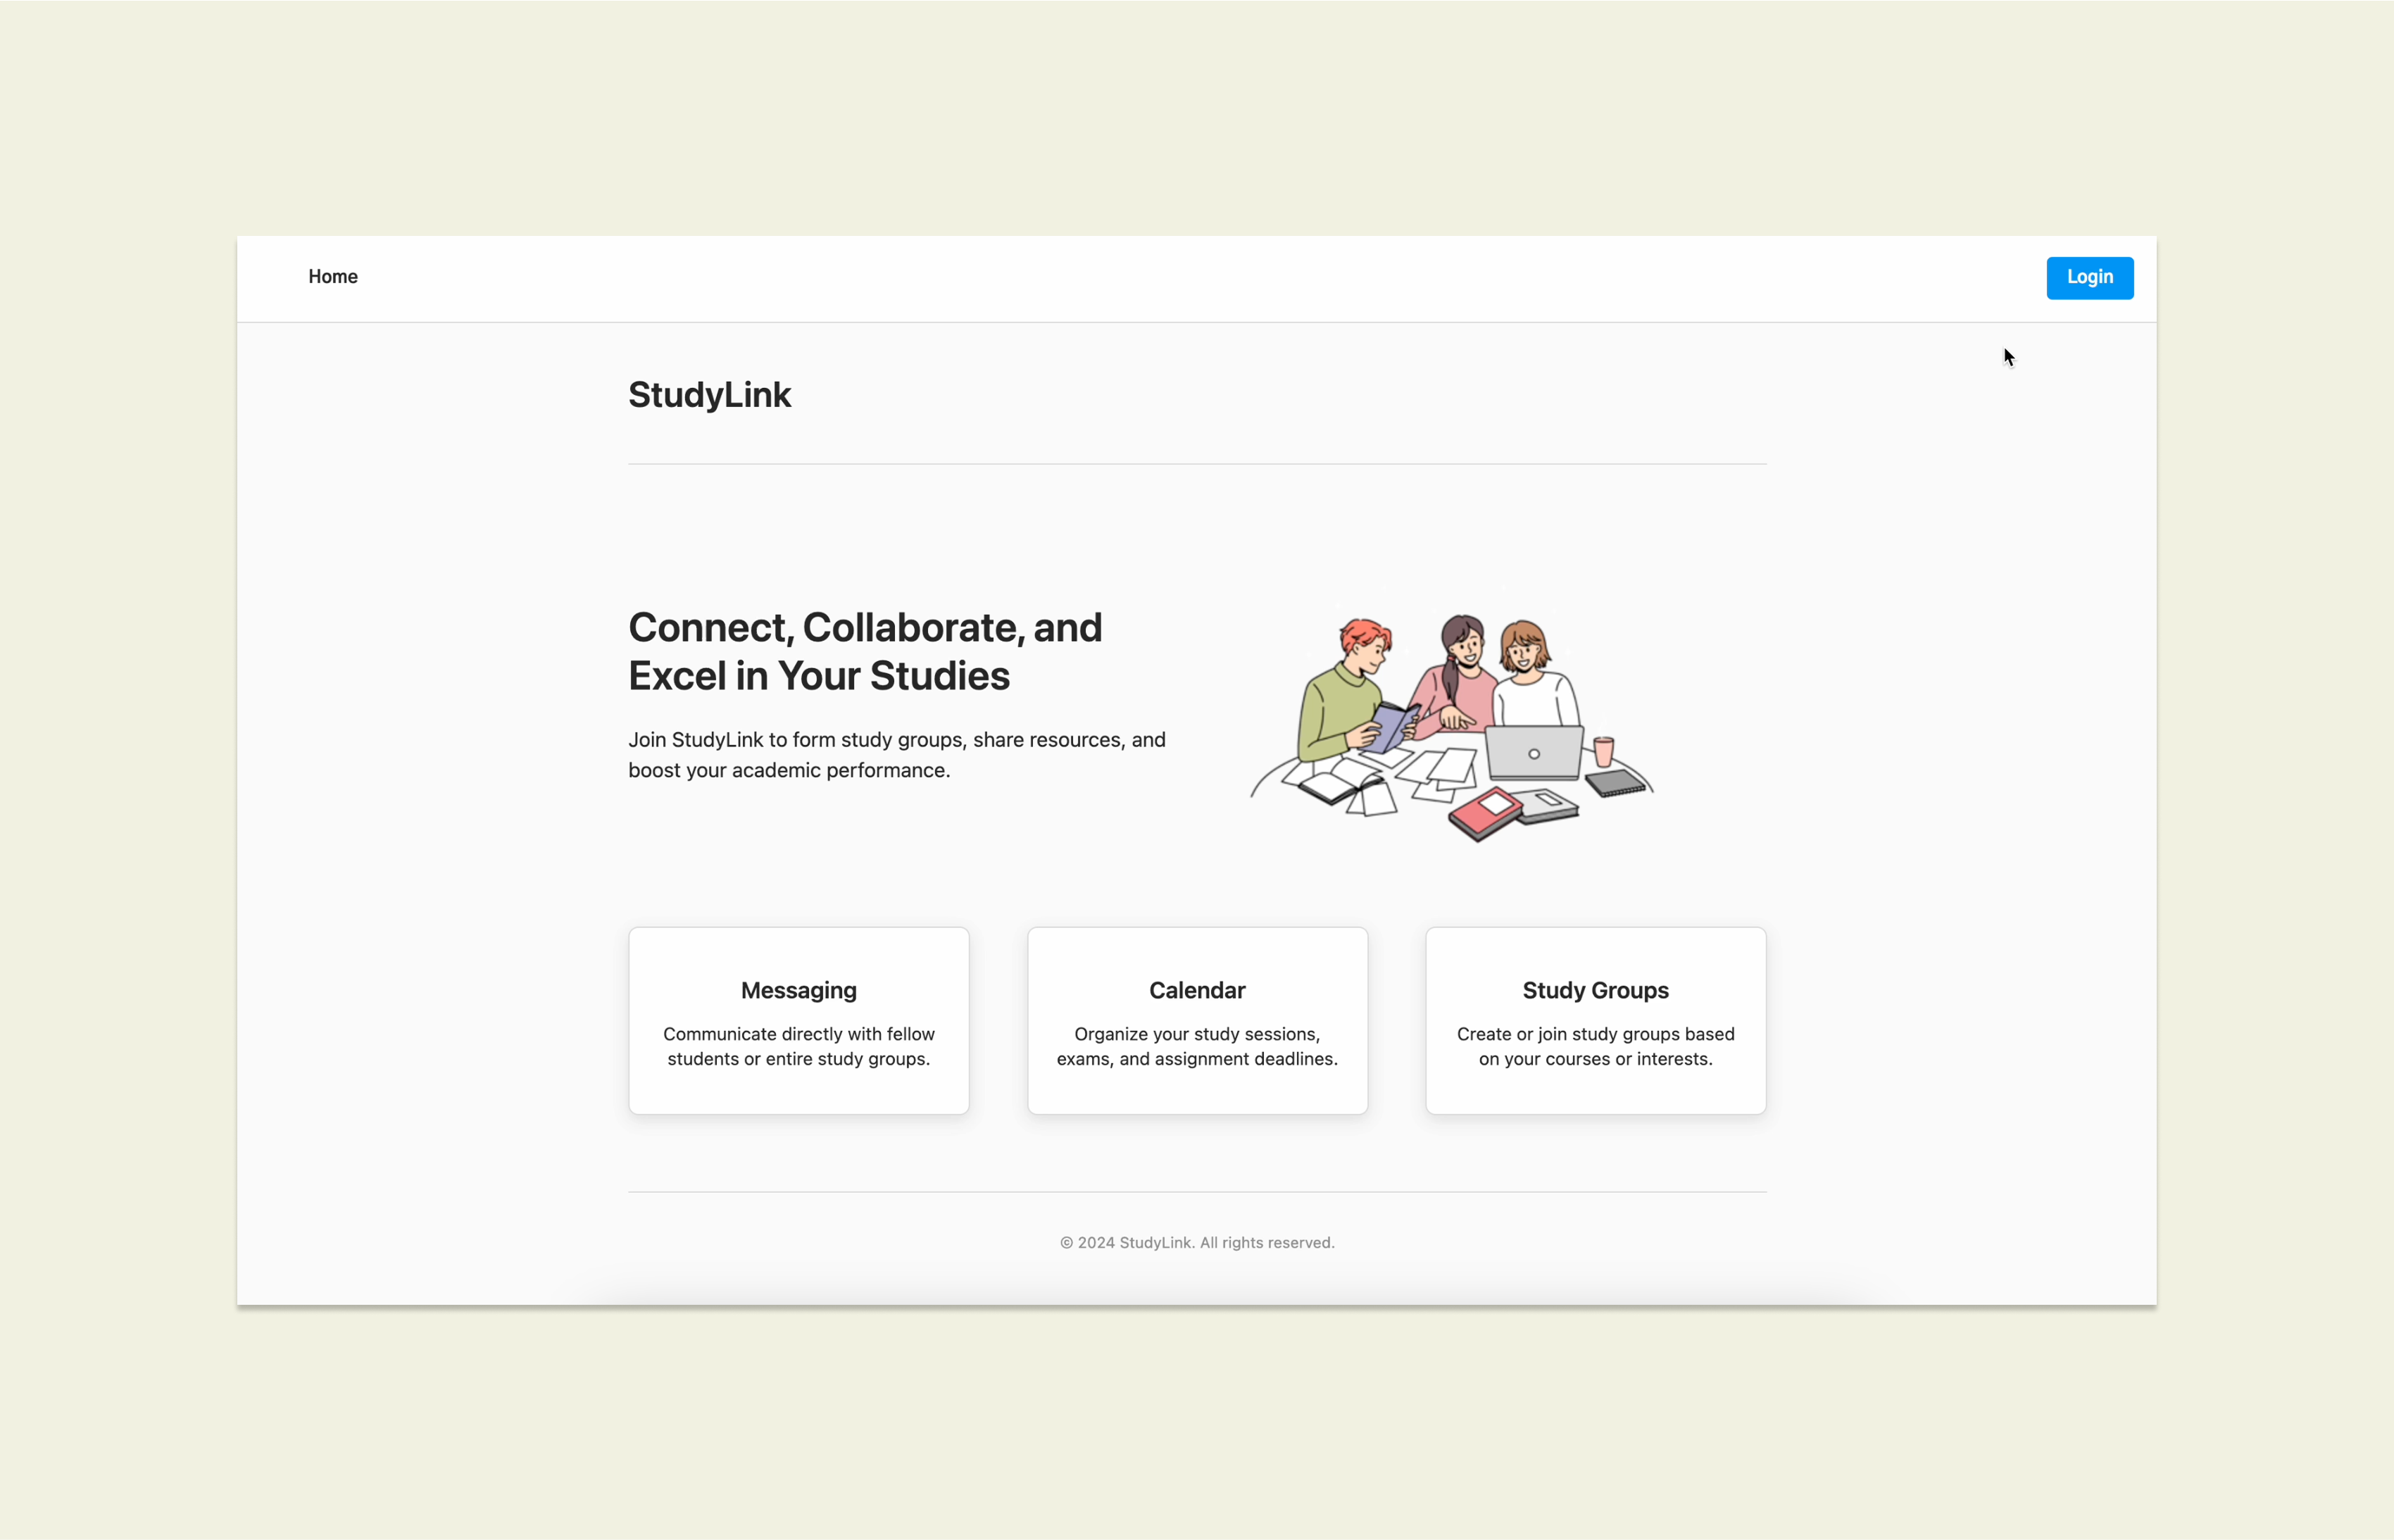 Home
Login
StudyLink
Connect, Collaborate, and
Excel in Your Studies
Join StudyLink to form study groups, share resources, and
boost your academic performance.
Messaging
Communicate directly with fellow
students or entire study groups.
Calendar
Organize your study sessions,
exams, and assignment deadlines.
Study Groups
Create or join study groups based
on your courses or interests.
© 2024 StudyLink. All rights reserved.